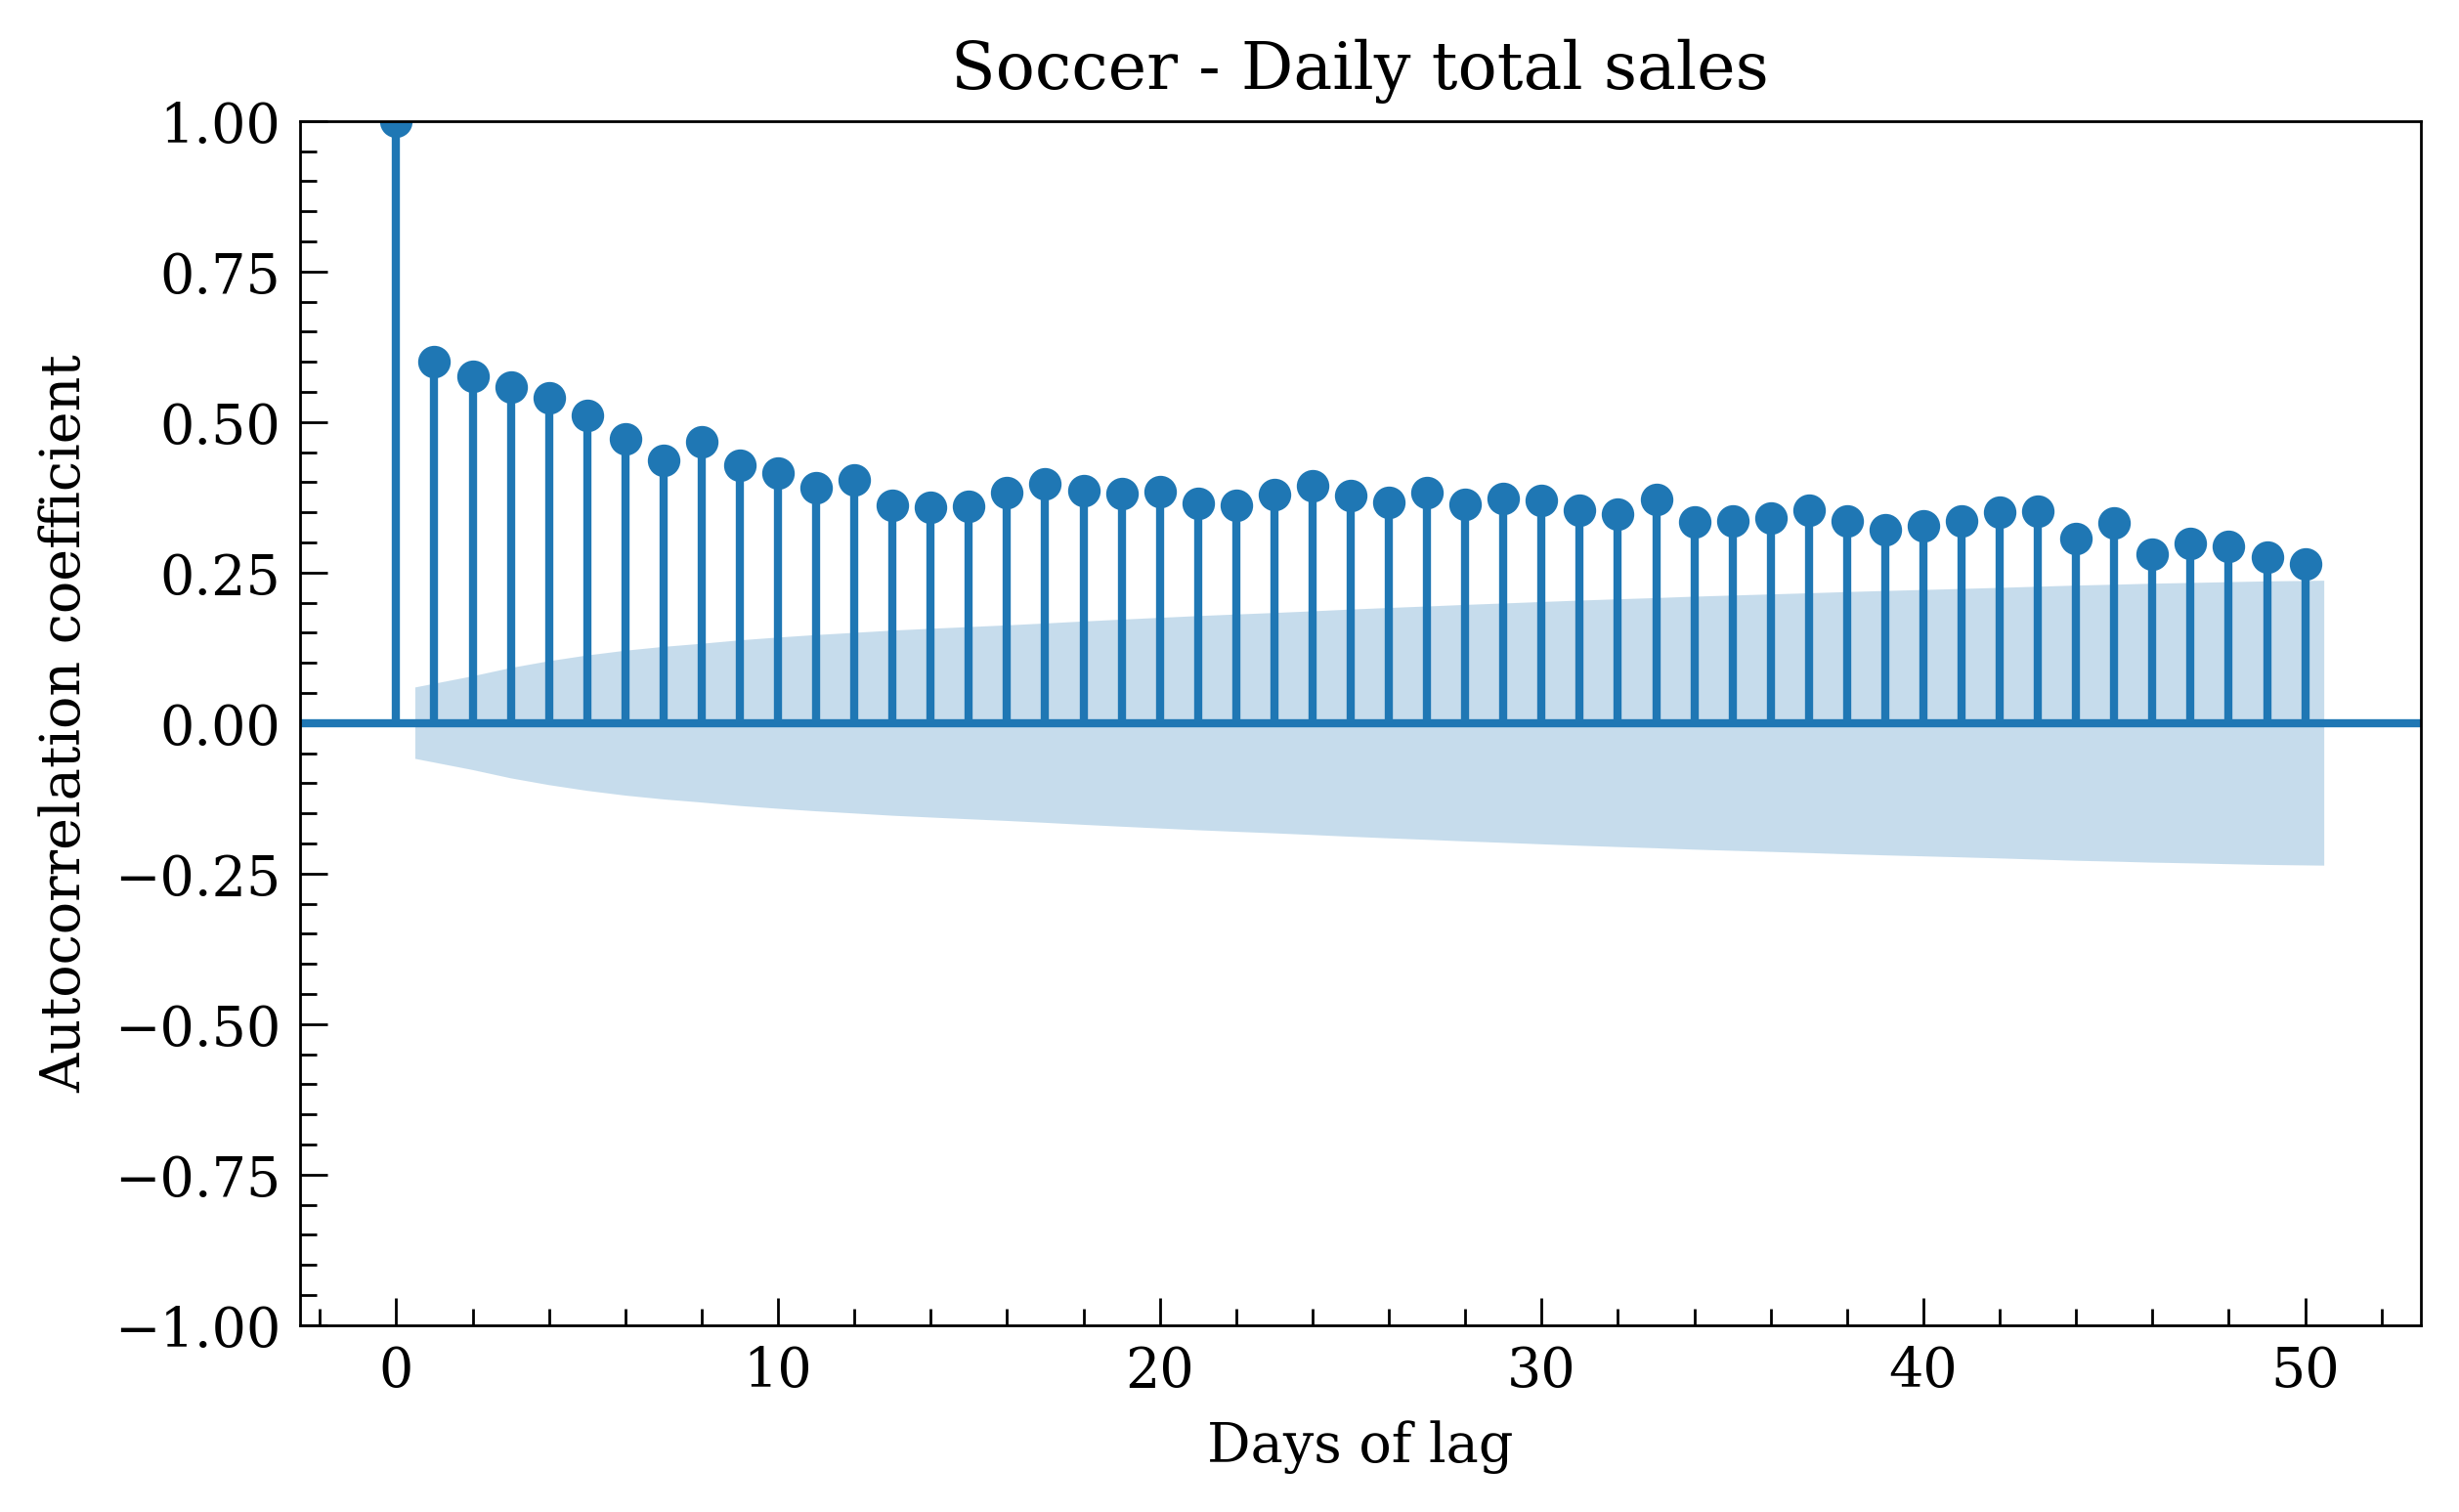 Soccer - Daily total sales
1.00
0.75
0.50
0.25
0.00
−0.25
−0.50
−0.75
−1.00
Autocorrelation coefficient
0 10 20 30 40 50
Days of lag